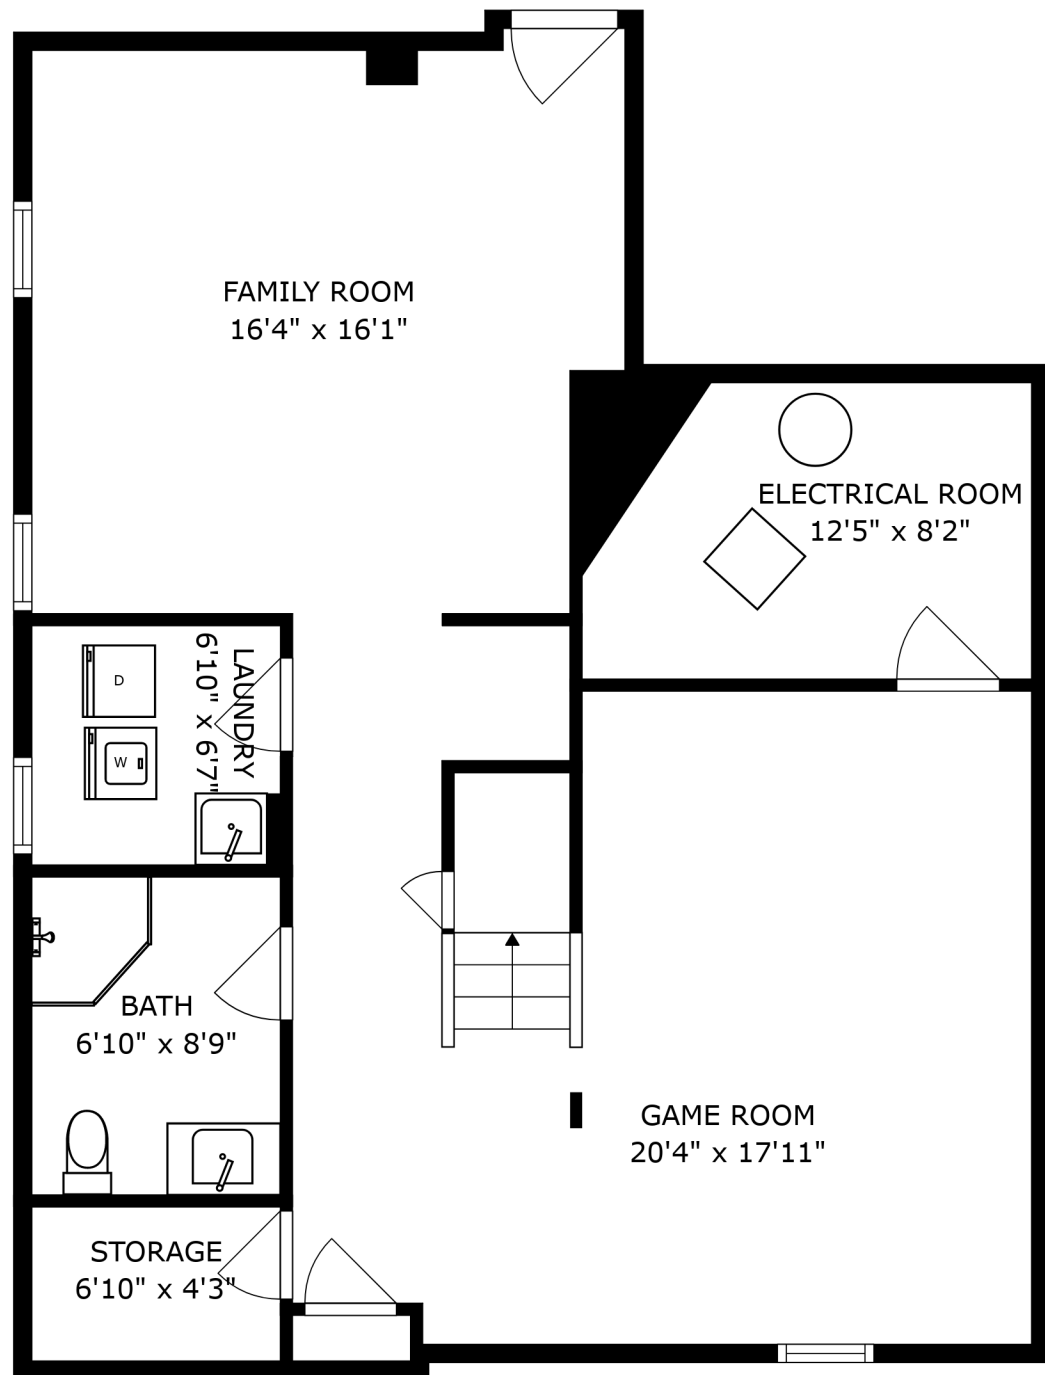 FAMILY ROOM
16'4" x 16'1"
ELECTRICAL ROOM
12'5" x 8'2"
LAUNDRY
6'10" x 6'7"
D
W
BATH
6'10" x 8'9"
GAME ROOM
20'4" x 17'11"
STORAGE
6'10" x 4'3"